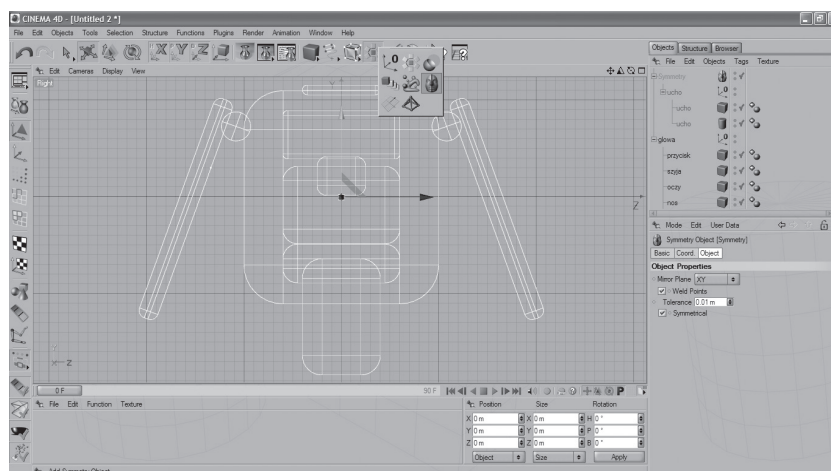 CINEMA 4D - [Untitled 2 *]
File Edit Objects Tools Selection Structure Functions Plugins Render Animation Window Help
Edit Cameras Display View
Right
Y
Z
Z
Objects Structure Browser
File Edit Objects Tags Texture
Symmetry
ucho
ucho
ucho
glowa
przycisk
szyja
oczy
nos
Mode Edit User Data
Symmetry Object [Symmetry]
Basic Coord. Object
Object Properties
Mirror Plane XY
Weld Points
Tolerance 0.01 m
Symmetrical
0 F 90 F
File Edit Function Texture
Position Size Rotation
X 0 m X 0 m H 0 °
Y 0 m Y 0 m P 0 °
Z 0 m Z 0 m B 0 °
Object Size Apply
Add Symmetry Object